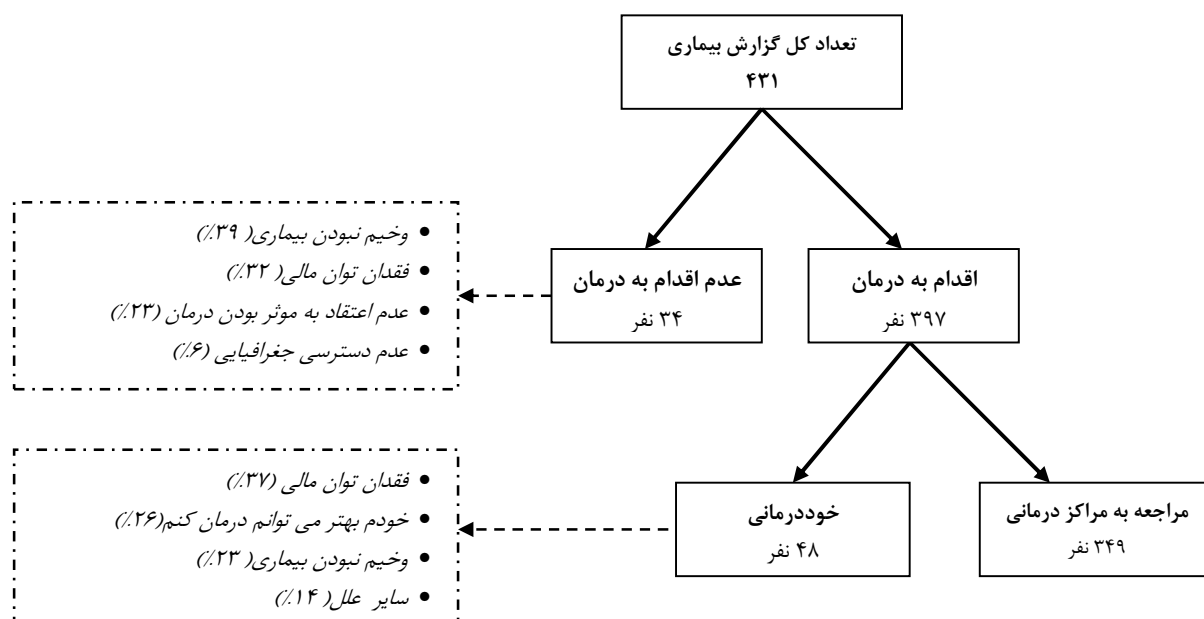 تعداد کل گزارش بیماری
۴۳۱
اقدام به درمان
۳۹۷ نفر
عدم اقدام به درمان
۳۴ نفر
• وخیم نبودن بیماری( ۳۹٪)
• فقدان توان مالی( ۳۲٪)
• عدم اعتقاد به موثر بودن درمان (۲۳٪)
• عدم دسترسی جغرافیایی (۶٪)
مراجعه به مراکز درمانی
۳۴۹ نفر
خوددرمانی
۴۸ نفر
• فقدان توان مالی (۳۷٪)
• خودم بهتر می توانم درمان کنم(۲۶٪)
• وخیم نبودن بیماری( ۲۳٪)
• سایر علل( ۱۴٪)